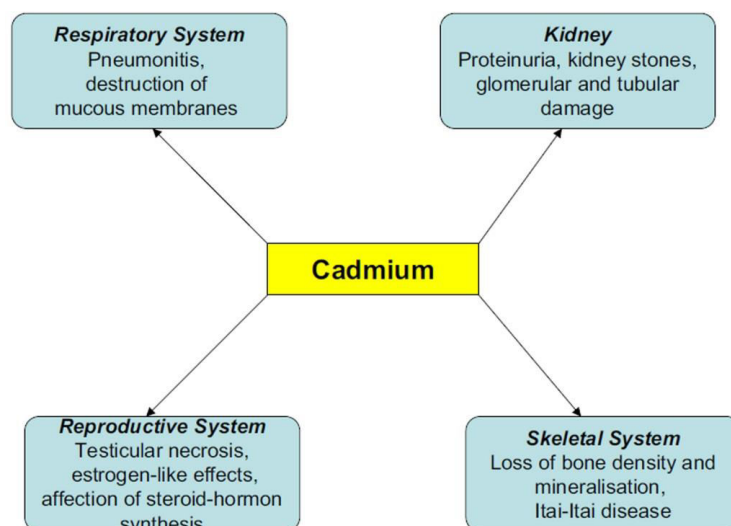 Respiratory System
Pneumonitis,
destruction of
mucous membranes
Kidney
Proteinuria, kidney stones,
glomerular and tubular
damage
Cadmium
Reproductive System
Testicular necrosis,
estrogen-like effects,
affection of steroid-hormon
synthesis
Skeletal System
Loss of bone density and
mineralisation,
Itai-Itai disease